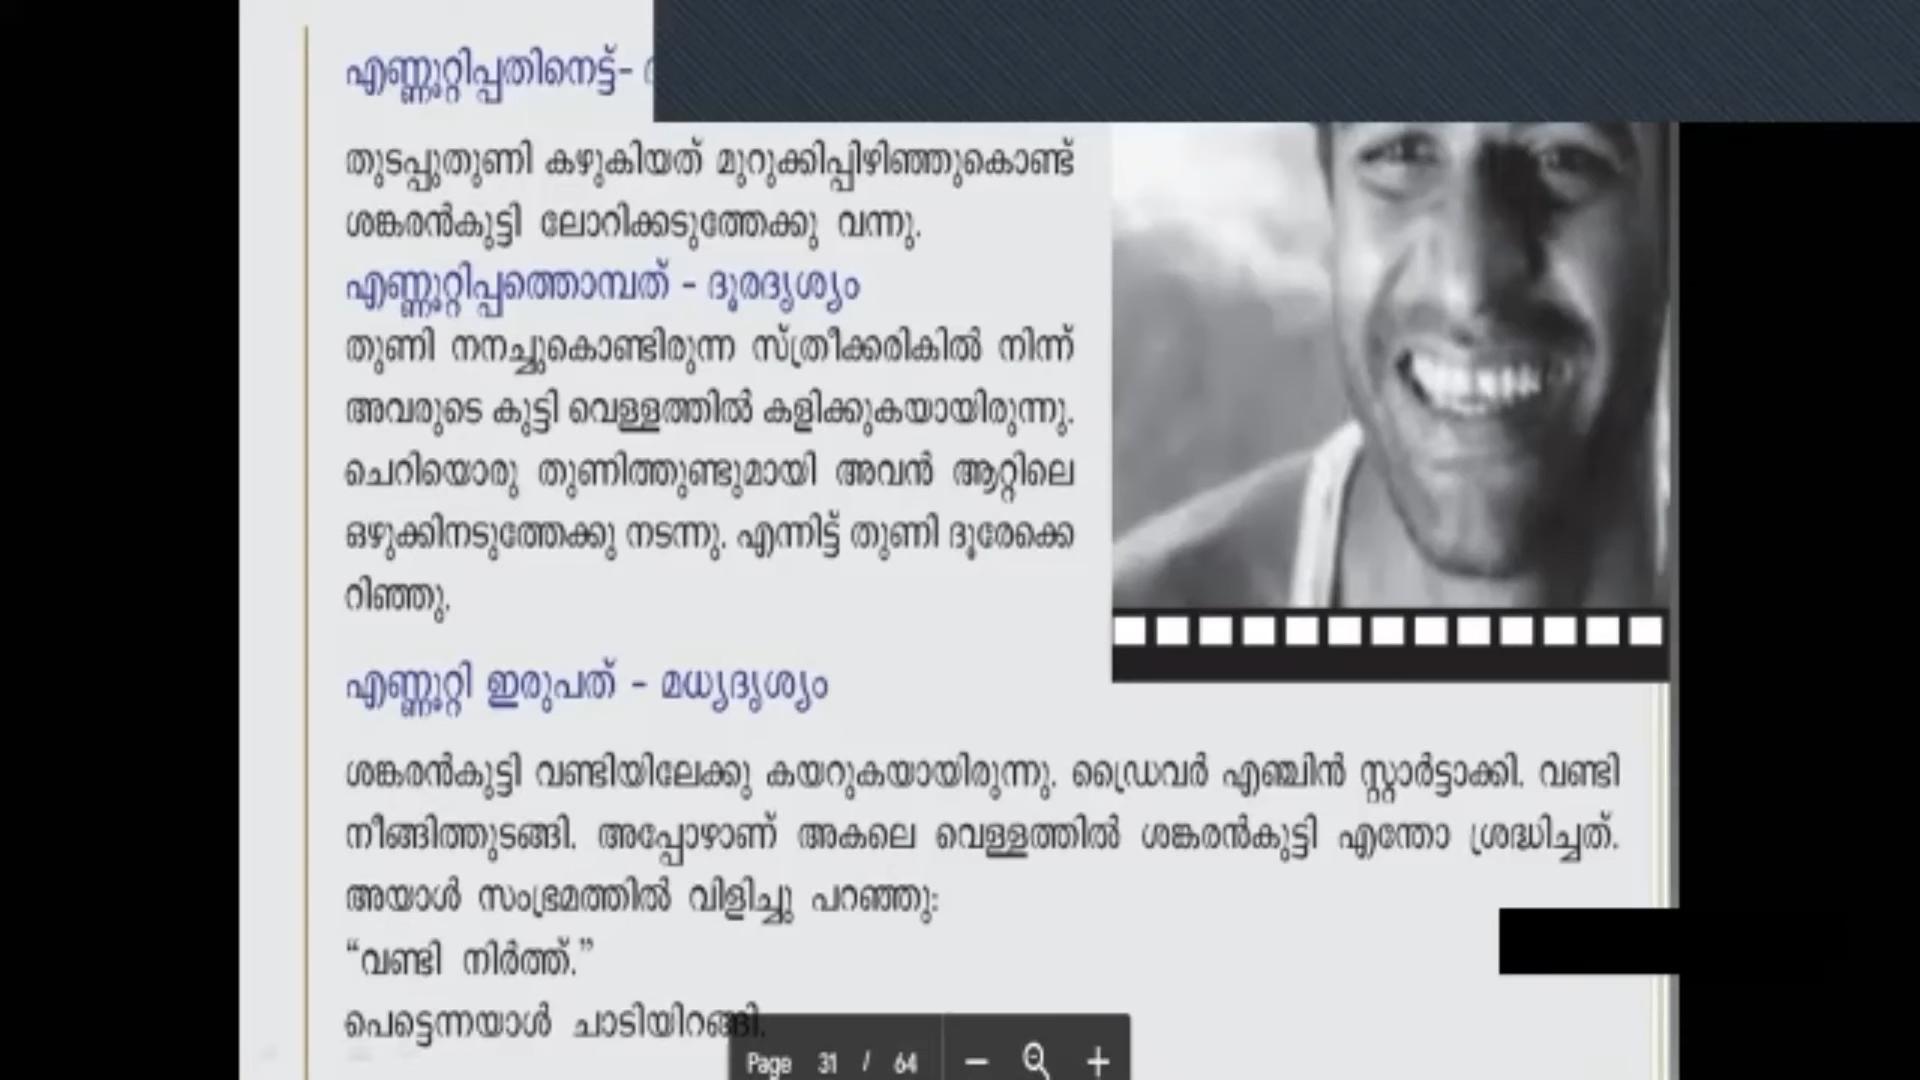 എണ്ണൂറ്റിപ്പതിനെട്ട്-
തുടപ്പുതുണി കഴുകിയത് മുറുക്കിപ്പിഴിഞ്ഞുകൊണ്ട്
ശങ്കരൻകുട്ടി ലോറിക്കടുത്തേക്കു വന്നു.
എണ്ണൂറ്റിപ്പത്തൊമ്പത് - ദൂരദൃശ്യം
തുണി നനച്ചുകൊണ്ടിരുന്ന സ്ത്രീക്കരികിൽ നിന്ന്
അവരുടെ കുട്ടി വെള്ളത്തിൽ കളിക്കുകയായിരുന്നു.
ചെറിയൊരു തുണിത്തുണ്ടുമായി അവൻ ആറ്റിലെ
ഒഴുക്കിനടുത്തേക്കു നടന്നു. എന്നിട്ട് തുണി ദൂരേക്കെ
റിഞ്ഞു.
എണ്ണൂറ്റി ഇരുപത് - മധ്യദൃശ്യം
ശങ്കരൻകുട്ടി വണ്ടിയിലേക്കു കയറുകയായിരുന്നു. ഡ്രൈവർ എഞ്ചിൻ സ്റ്റാർട്ടാക്കി. വണ്ടി
നീങ്ങിത്തുടങ്ങി. അപ്പോഴാണ് അകലെ വെള്ളത്തിൽ ശങ്കരൻകുട്ടി എന്തോ ശ്രദ്ധിച്ചത്.
അയാൾ സംഭ്രമത്തിൽ വിളിച്ചു പറഞ്ഞു:
“വണ്ടി നിർത്ത്.”
പെട്ടെന്നയാൾ ചാടിയിറങ്ങി.
Page 31 / 64